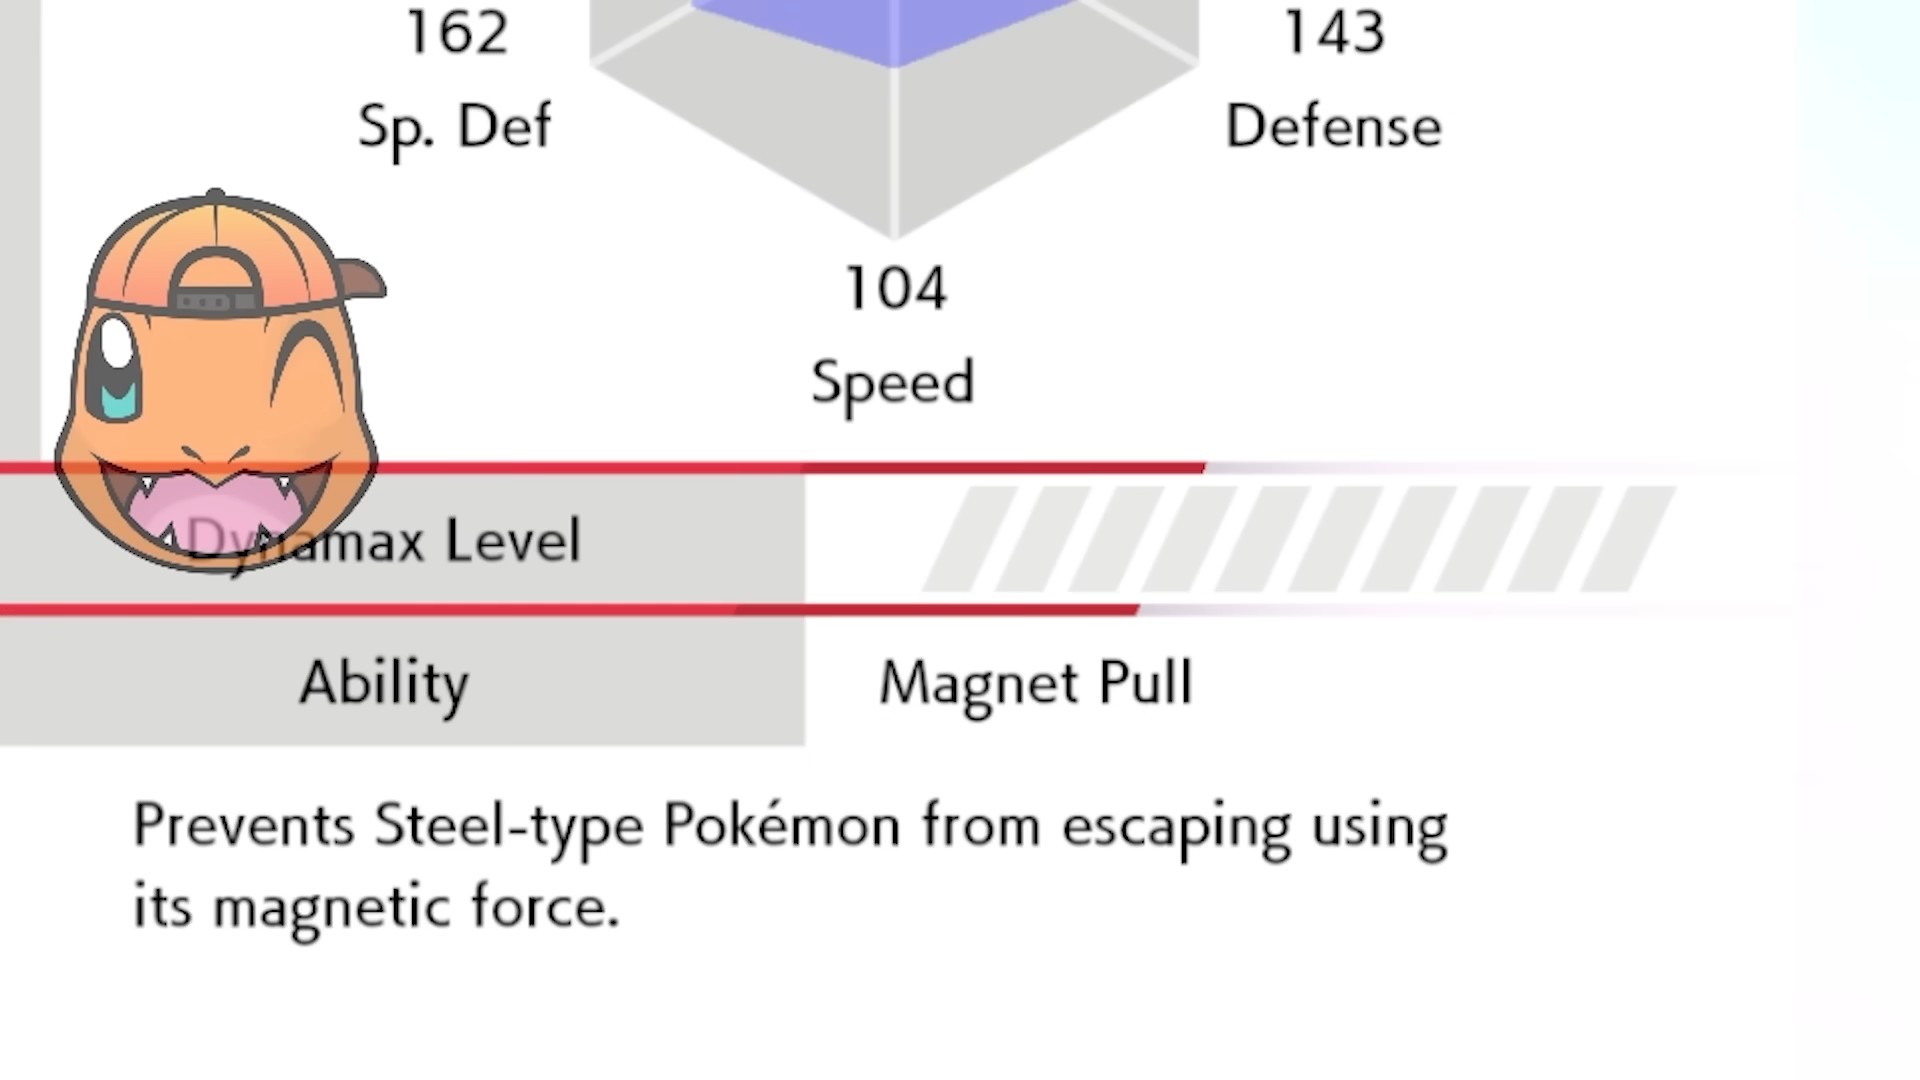 162
143
Sp. Def
Defense
104
Speed
Dynamax Level
Ability
Magnet Pull
Prevents Steel-type Pokémon from escaping using
its magnetic force.